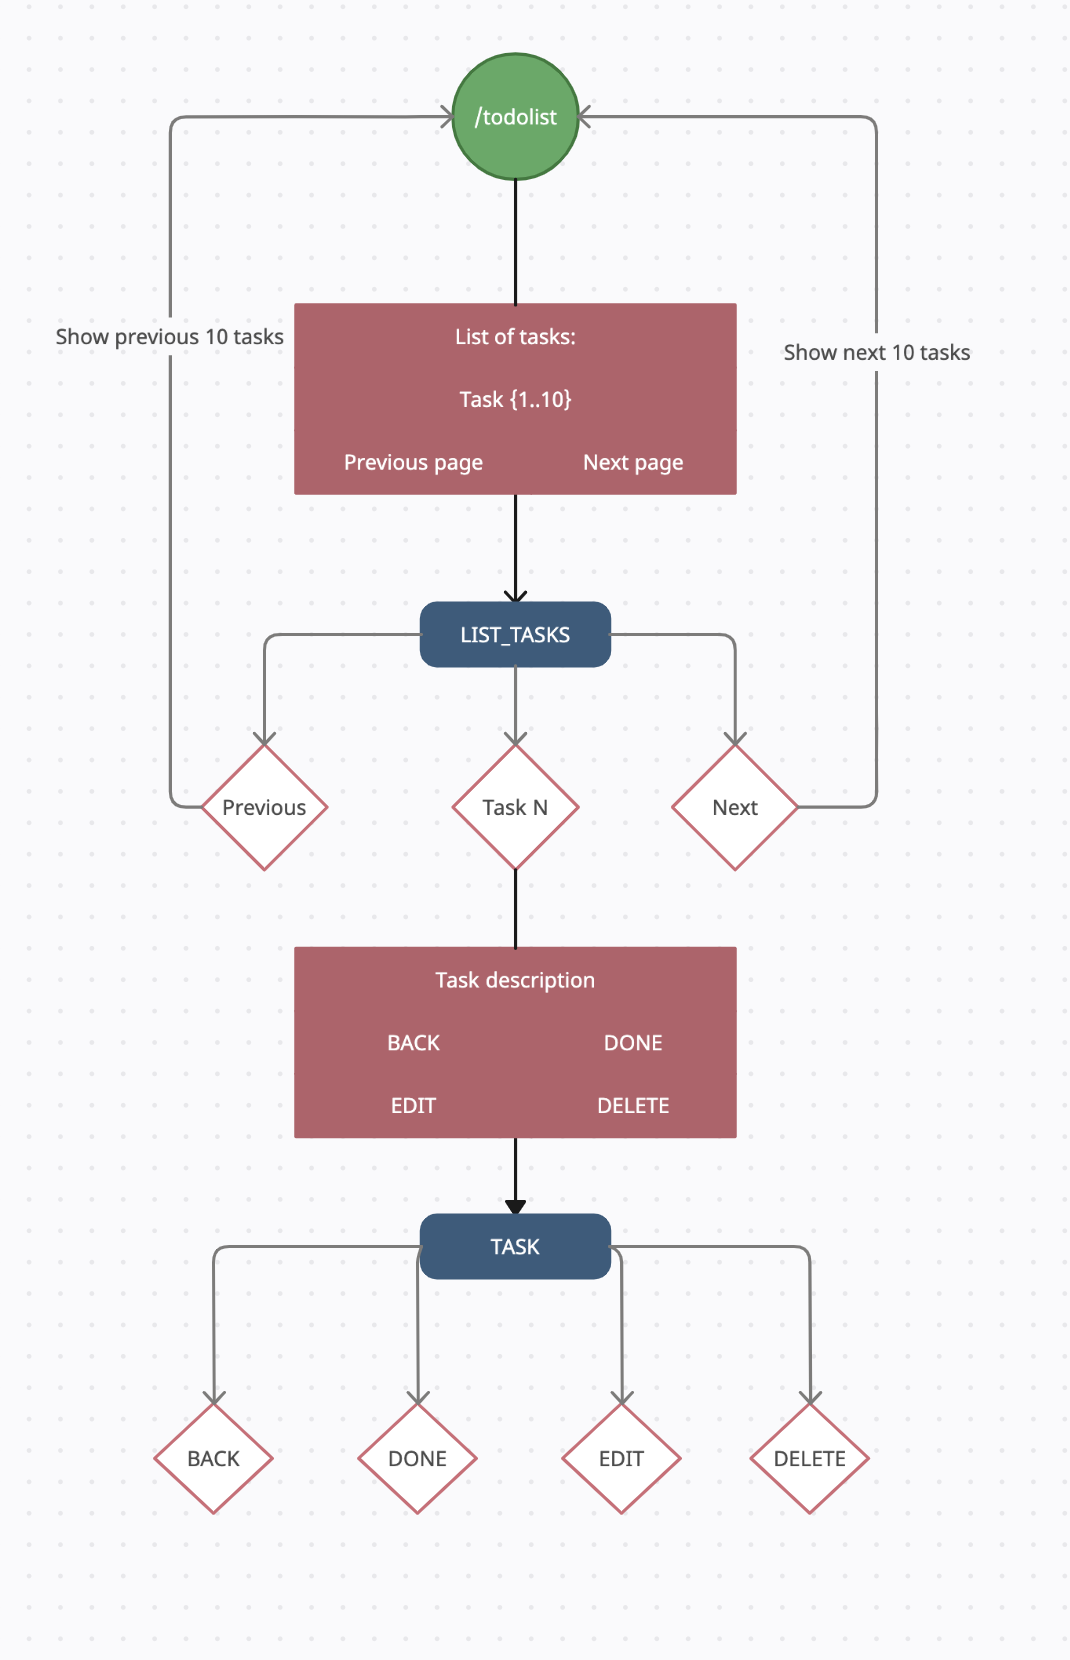 /todolist
Show previous 10 tasks
List of tasks:
Show next 10 tasks
Task {1..10}
Previous page Next page
LIST_TASKS
Previous Task N Next
Task description
BACK DONE
EDIT DELETE
TASK
BACK DONE EDIT DELETE